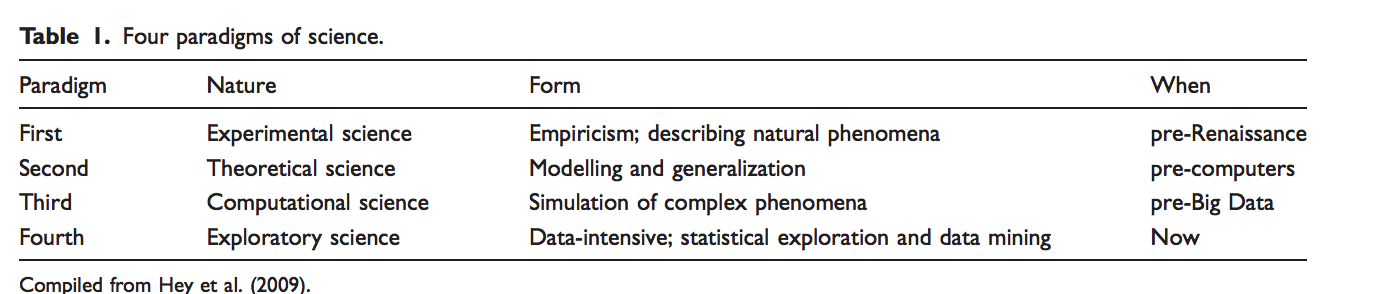 Table 1. Four paradigms of science.
Paradigm Nature Form When
First Experimental science Empiricism; describing natural phenomena pre-Renaissance
Second Theoretical science Modelling and generalization pre-computers
Third Computational science Simulation of complex phenomena pre-Big Data
Fourth Exploratory science Data-intensive; statistical exploration and data mining Now
Compiled from Hey et al. (2009).